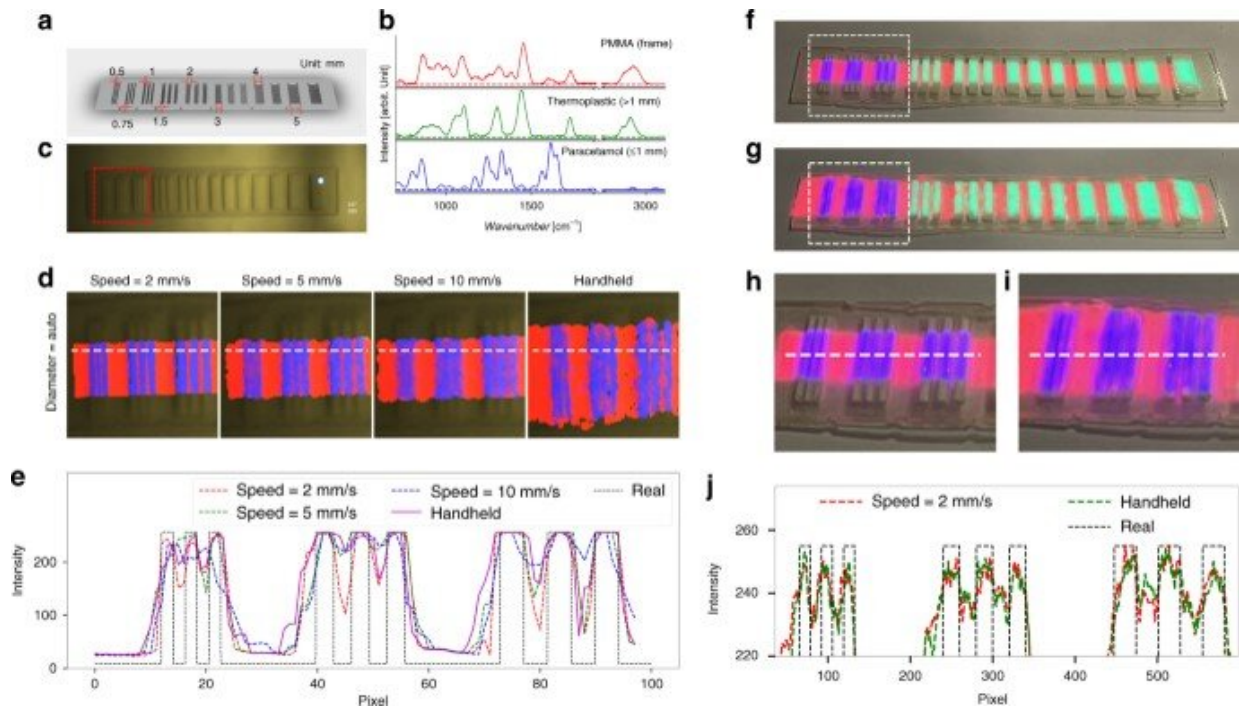 a
Unit: mm
0.5
1
2
4
0.75
1.5
3
5
b
PMMA (frame)
Thermoplastic (>1 mm)
Paracetamol (≤1 mm)
Intensity [arbit. Unit]
1000
1500
3000
Wavenumber [cm⁻¹]
c
d
Speed = 2 mm/s
Speed = 5 mm/s
Speed = 10 mm/s
Handheld
Diameter = auto
e
Speed = 2 mm/s
Speed = 10 mm/s
Real
Speed = 5 mm/s
Handheld
Intensity
200
100
0
0
20
40
60
80
100
Pixel
f
g
h
i
j
Speed = 2 mm/s
Handheld
Real
Intensity
260
240
220
100
200
300
400
500
Pixel